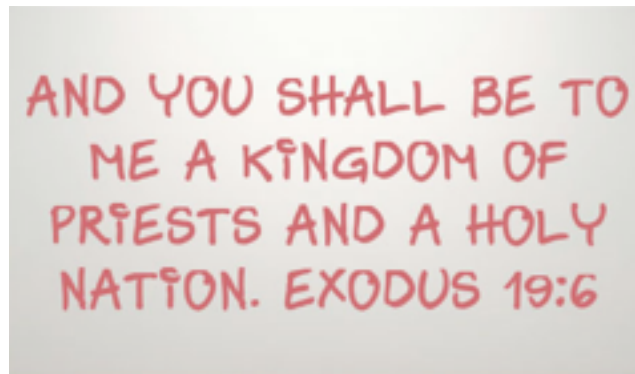 AND YOU SHALL BE TO
ME A KINGDOM OF
PRIESTS AND A HOLY
NATION. EXODUS 19:6